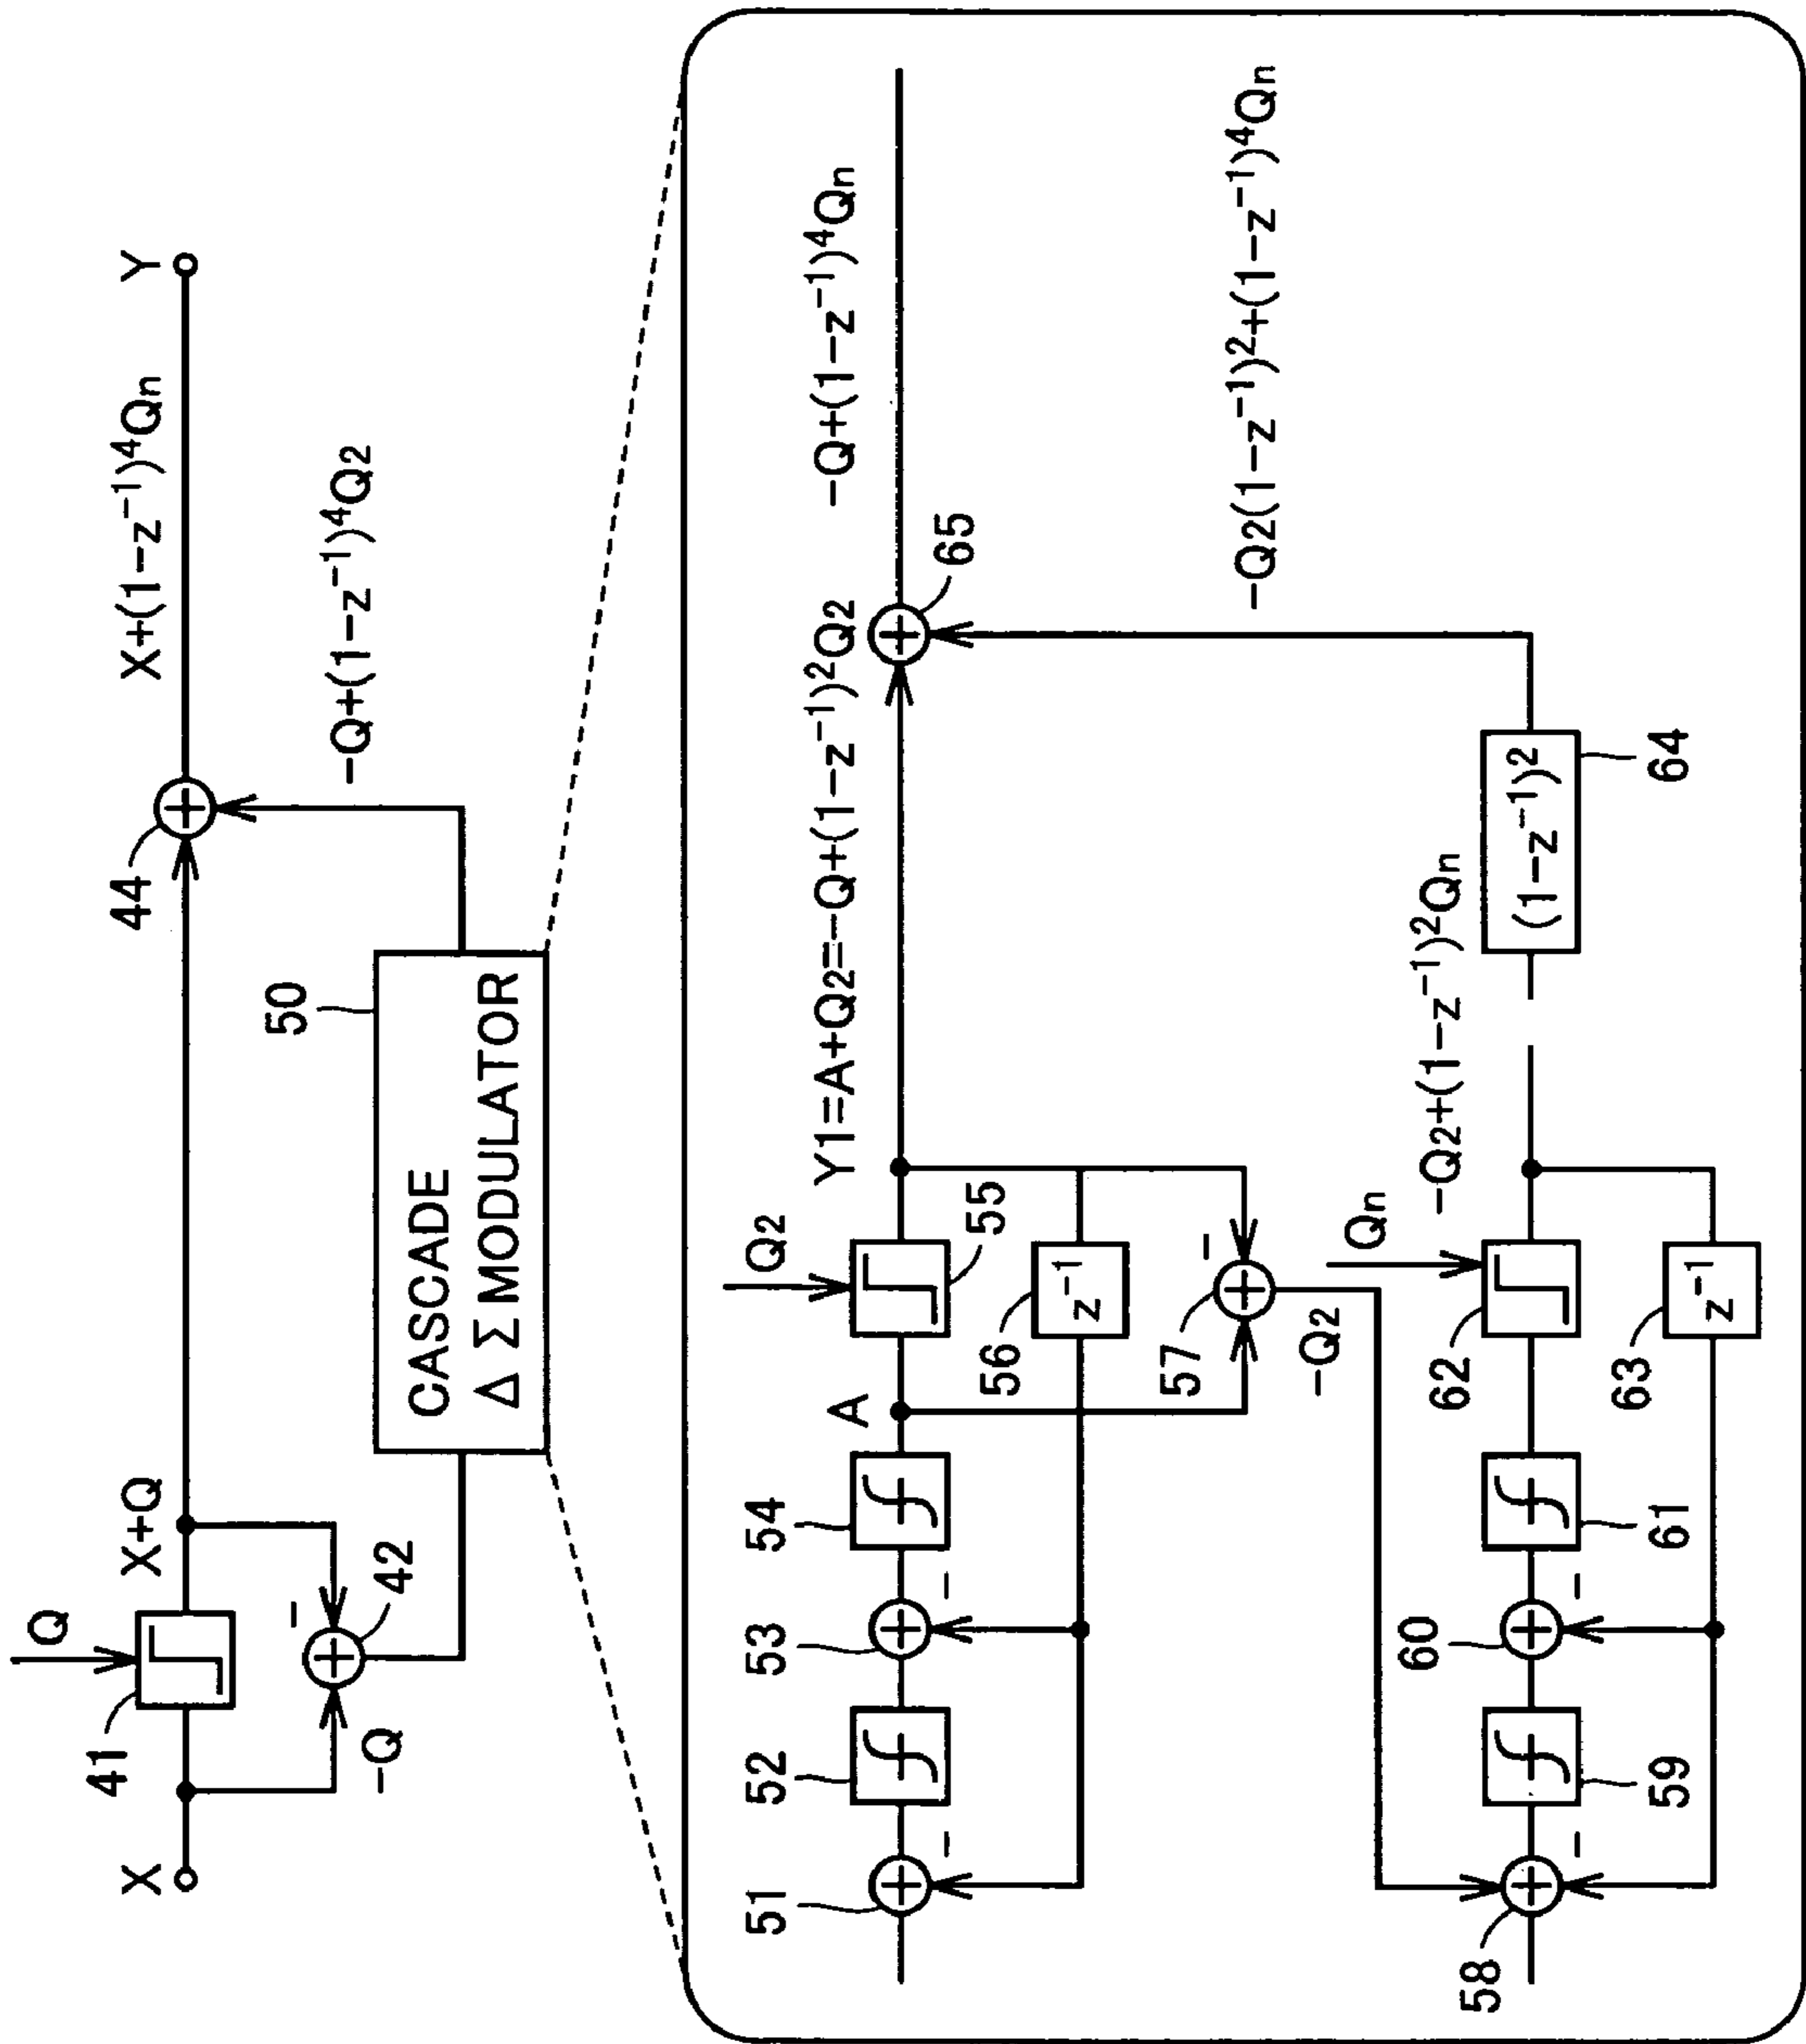 Q
41
X
X+Q
-
-Q
42
44
X+(1-z⁻¹)⁴Qn
Y
-Q+(1-z⁻¹)⁴Q2
50
CASCADE
ΔΣ MODULATOR
Q2
51
-
52
53
-
54
A
55
Y1=A+Q2=-Q+(1-z⁻¹)²Q2
65
-Q+(1-z⁻¹)⁴Qn
56
z⁻¹
57
-
-Q2
Qn
-Q2(1-z⁻¹)²+(1-z⁻¹)⁴Qn
58
-
59
60
-
61
62
-Q2+(1-z⁻¹)²Qn
(1-z⁻¹)²
64
63
z⁻¹